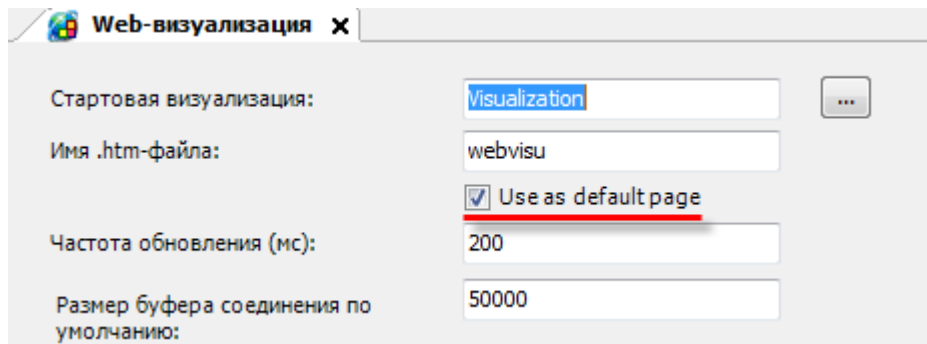 Web-визуализация
Стартовая визуализация: Visualization ...
Имя .htm-файла: webvisu
Use as default page
Частота обновления (мс): 200
Размер буфера соединения по 50000
умолчанию: